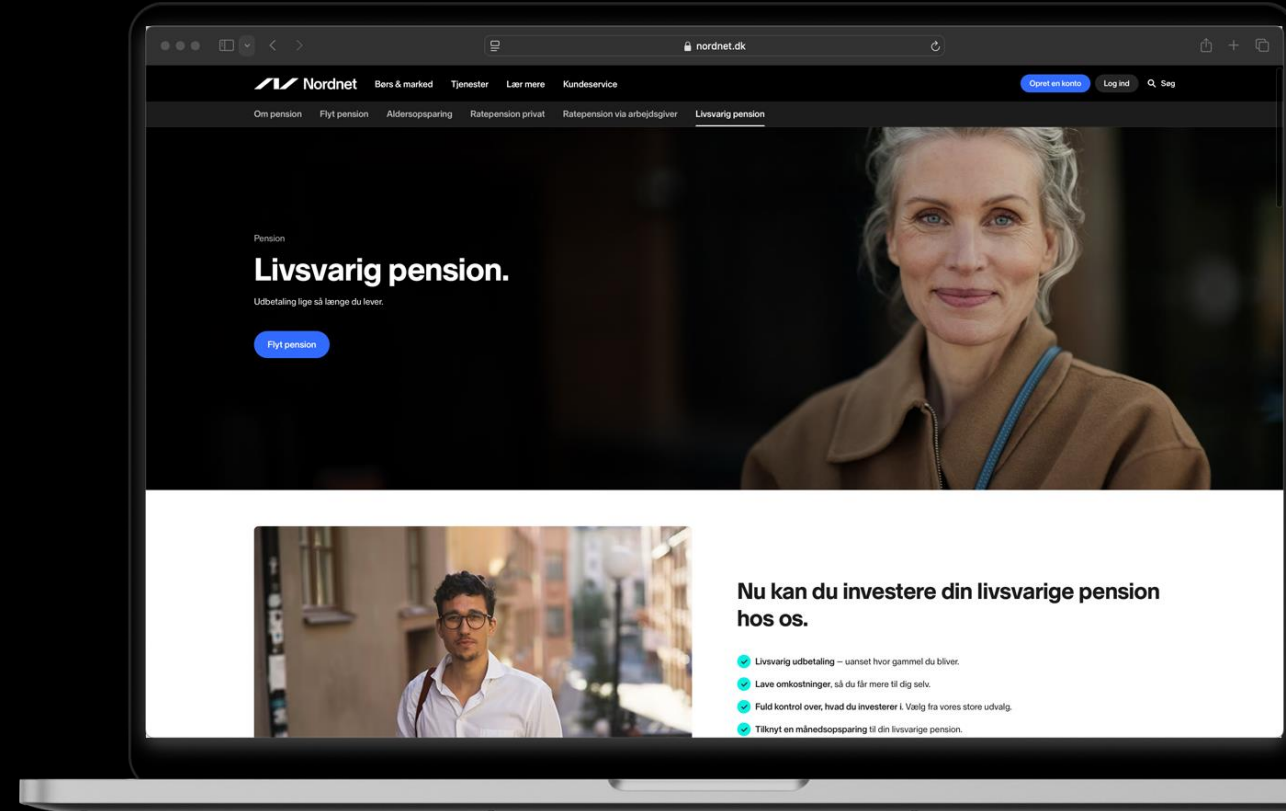 nordnet.dk
Nordnet Børs & marked Tjenester Lær mere Kundeservice Opret en konto Log ind Søg
Om pension Flyt pension Aldersopsparing Ratepension privat Ratepension via arbejdsgiver Livsvarig pension
Pension
Livsvarig pension.
Udbetaling lige så længe du lever.
Flyt pension
Nu kan du investere din livsvarige pension
hos os.
Livsvarig udbetaling – uanset hvor gammel du bliver.
Lave omkostninger, så du får mere til dig selv.
Fuld kontrol over, hvad du investerer i. Vælg fra vores store udvalg.
Tilknyt en månedsopsparing til din livsvarige pension.